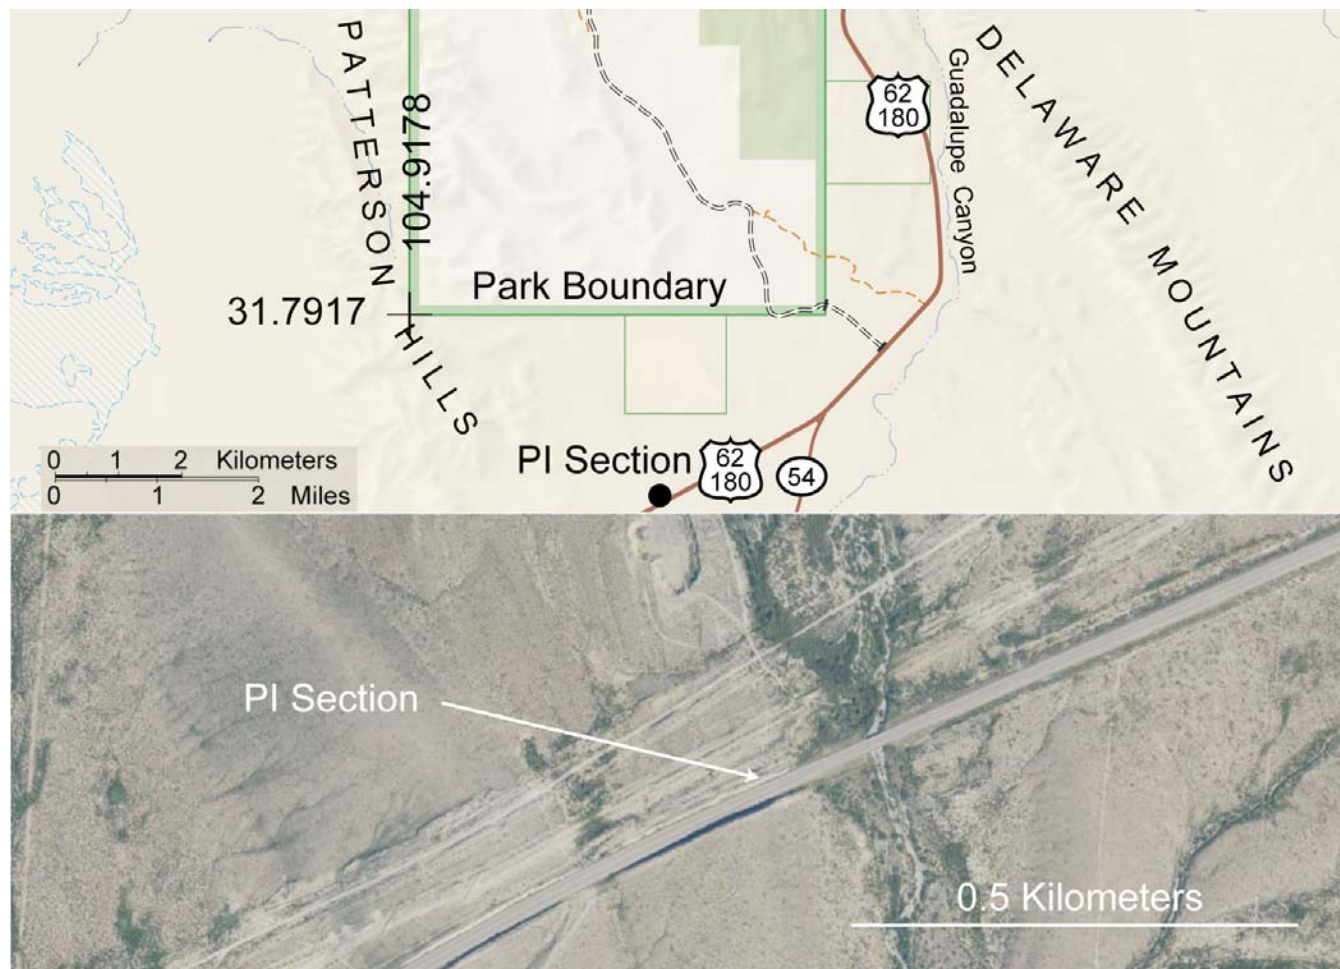 PATTERSON HILLS
104.9178
62
180
Guadalupe Canyon
DELAWARE MOUNTAINS
Park Boundary
31.7917
PI Section
62
180
54
0 1 2 Kilometers
0 1 2 Miles
PI Section
0.5 Kilometers